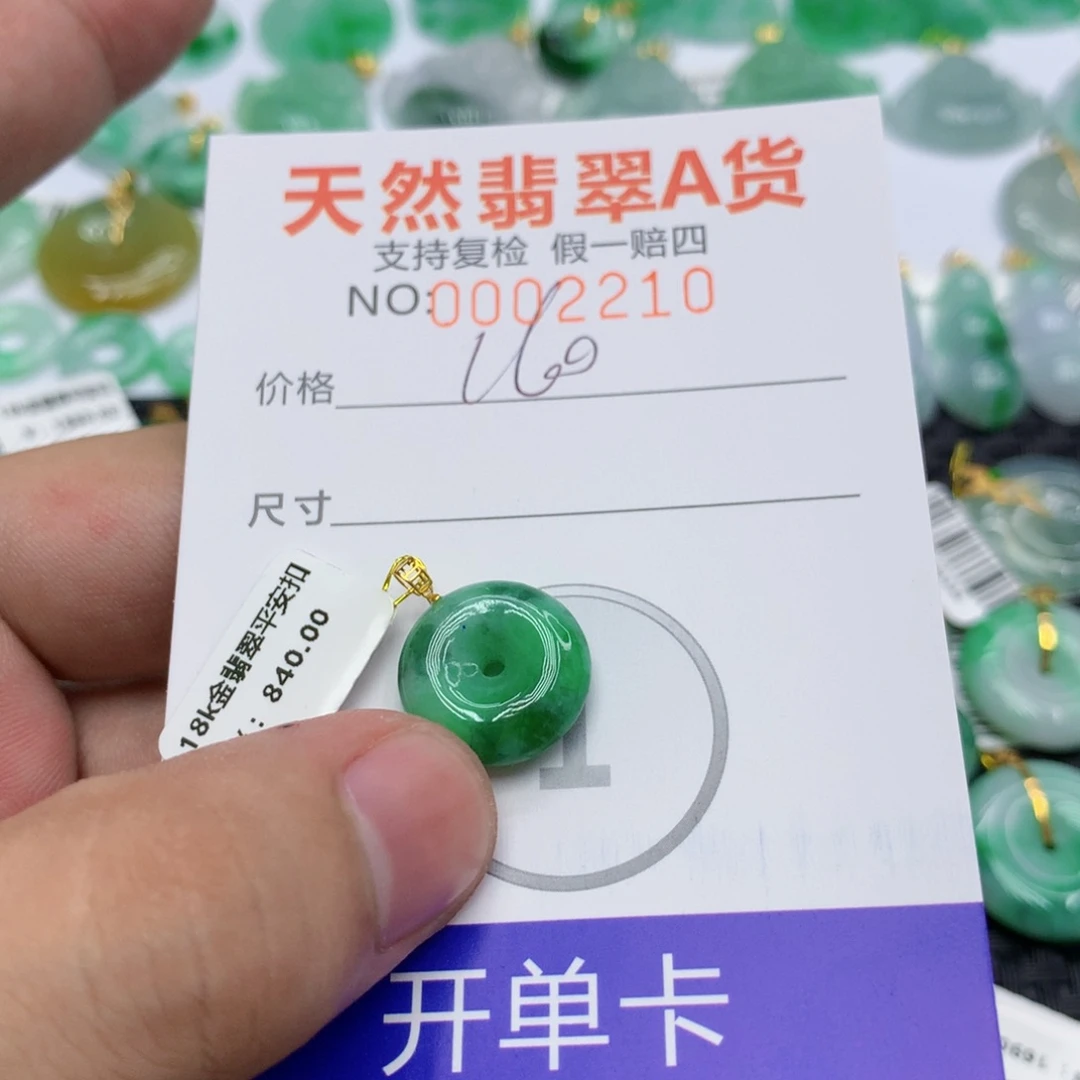 天然翡翠A货
支持复检 假一赔四
NO:0002210
价格
尺寸
18k金翡翠平安扣
: 840.00
1
开单卡